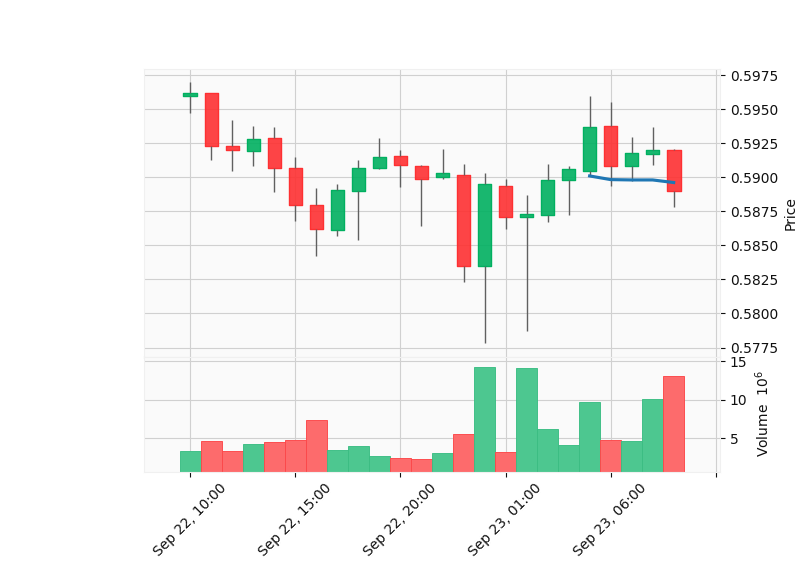 0.5975
0.5950
0.5925
0.5900
0.5875
0.5850
0.5825
0.5800
0.5775
Price
15
10
5
Volume 10⁶
Sep 22, 10:00
Sep 22, 15:00
Sep 22, 20:00
Sep 23, 01:00
Sep 23, 06:00